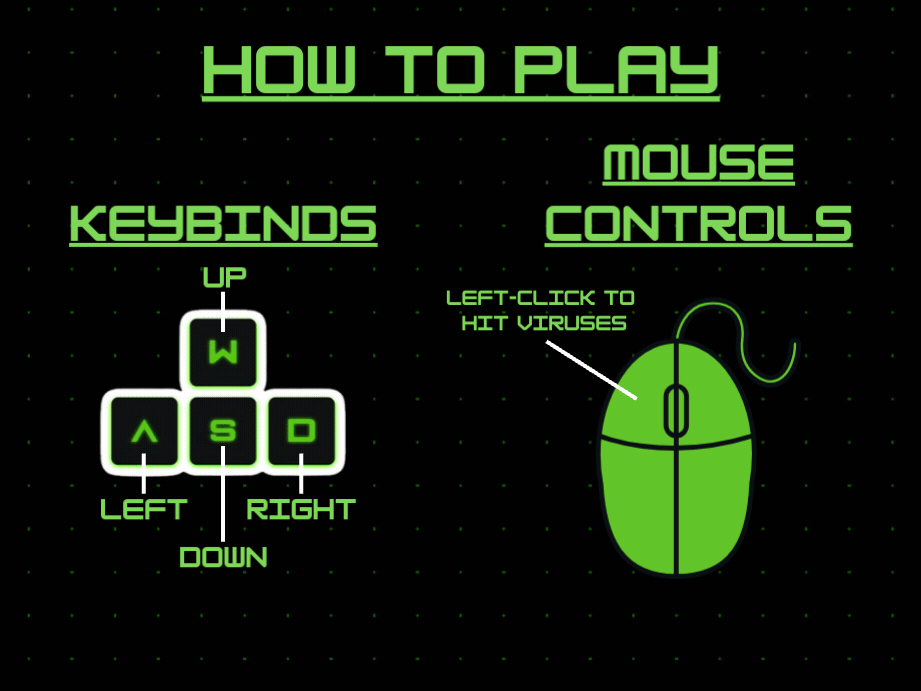 HOW TO PLAY
KEYBINDS
UP
W
A S D
LEFT RIGHT
DOWN
MOUSE
CONTROLS
LEFT-CLICK TO
HIT VIRUSES